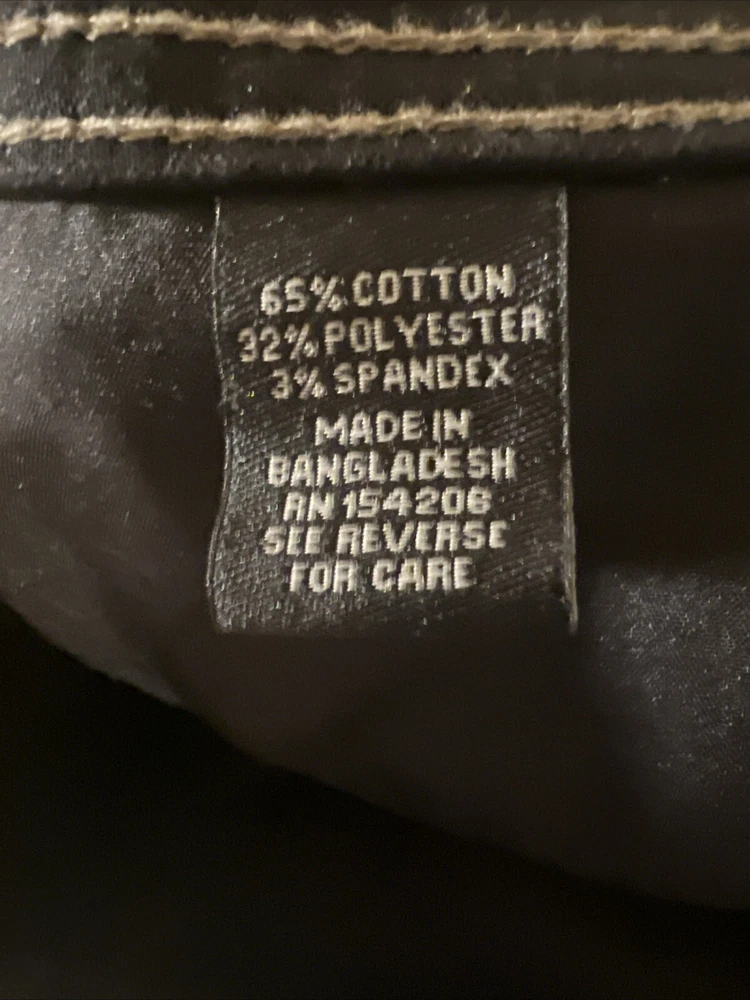 65% COTTON
32% POLYESTER
3% SPANDEX
MADE IN
BANGLADESH
RN 154206
SEE REVERSE
FOR CARE